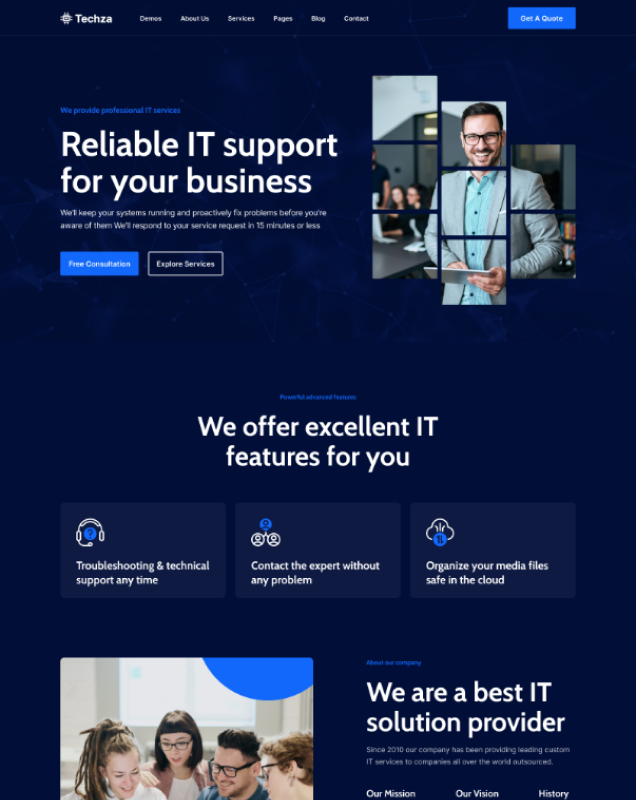 Techza
Demos
About Us
Services
Pages
Blog
Contact
Get A Quote
We provide professional IT services
Reliable IT support
for your business
We'll keep your systems running and proactively fix problems before you're
aware of them We'll respond to your service request in 15 minutes or less
Free Consultation
Explore Services
Powerful advanced features
We offer excellent IT
features for you
Troubleshooting & technical
support any time
Contact the expert without
any problem
Organize your media files
safe in the cloud
About our company
We are a best IT
solution provider
Since 2010 our company has been providing leading custom
IT services to companies all over the world outsourced.
Our Mission
Our Vision
History